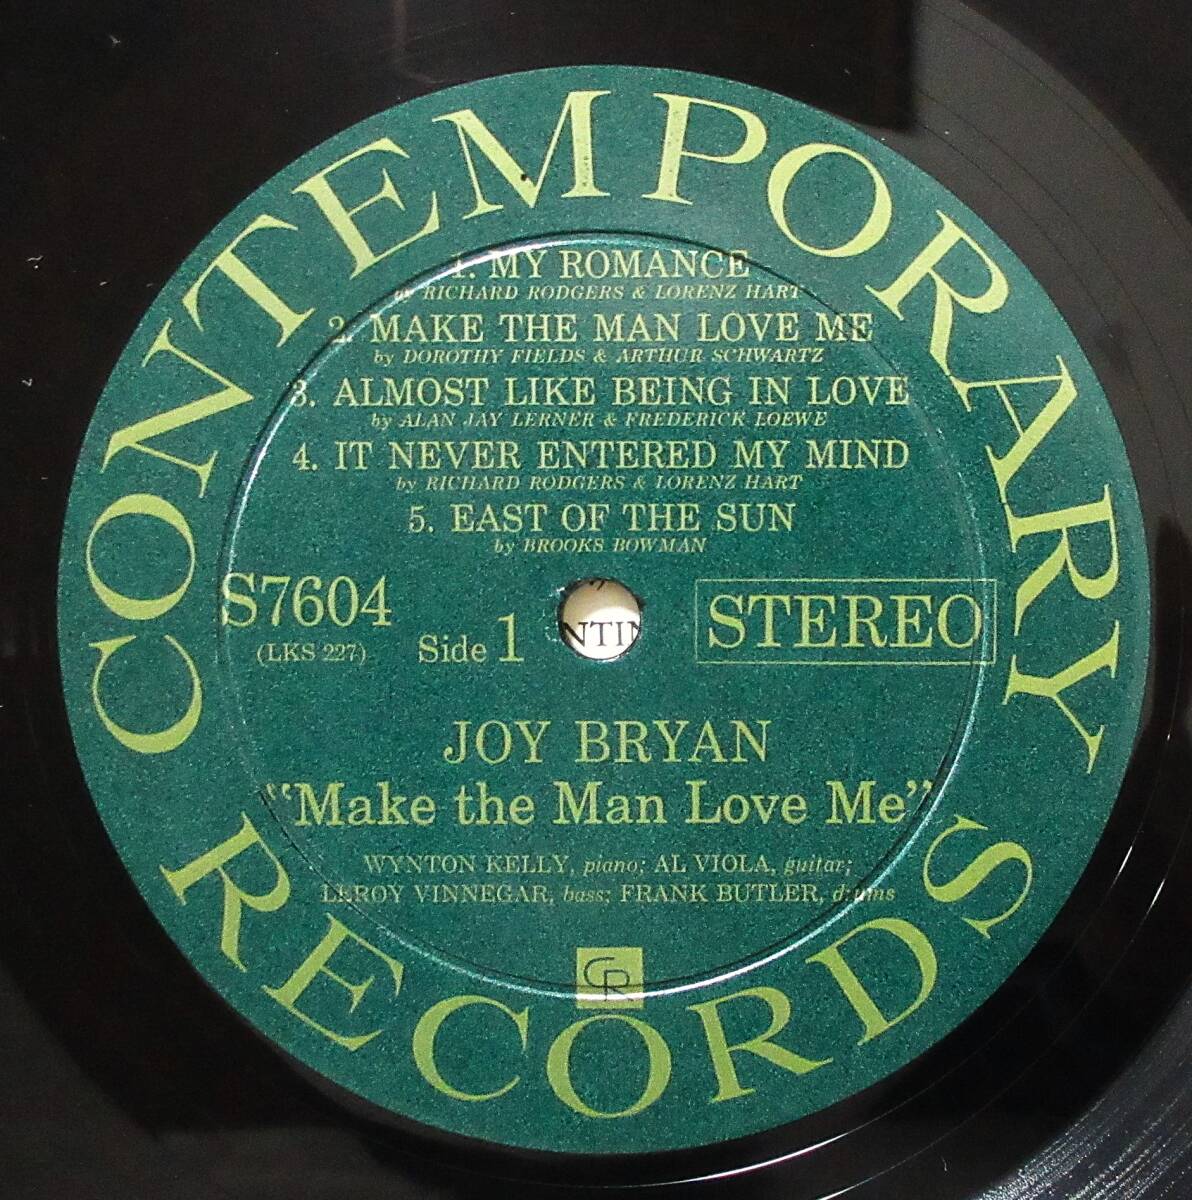 CONTEMPORARY
1. MY ROMANCE
by RICHARD RODGERS & LORENZ HART
2. MAKE THE MAN LOVE ME
by DOROTHY FIELDS & ARTHUR SCHWARTZ
3. ALMOST LIKE BEING IN LOVE
by ALAN JAY LERNER & FREDERICK LOEWE
4. IT NEVER ENTERED MY MIND
by RICHARD RODGERS & LORENZ HART
5. EAST OF THE SUN
by BROOKS BOWMAN
S7604
(LKS 227)
Side 1
NTIN
STEREO
JOY BRYAN
"Make the Man Love Me"
WYNTON KELLY, piano; AL VIOLA, guitar;
LEROY VINNEGAR, bass; FRANK BUTLER, drums
CR
RECORDS